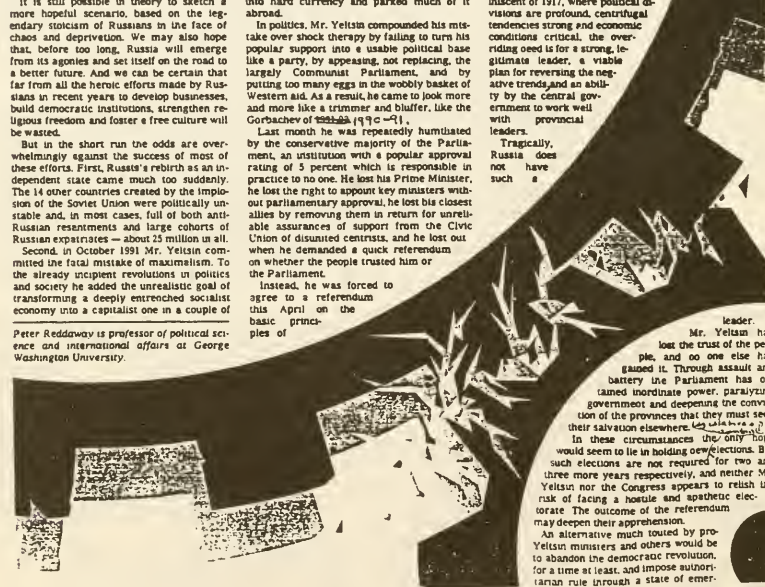 It is still possible in theory to sketch a
more hopeful scenario, based on the leg-
endary stoicism of Russians in the face of
chaos and deprivation. We may also hope
that, before too long, Russia will emerge
from its agonies and set itself on the road to
a better future. And we can be certain that
far from all the heroic efforts made by Rus-
sians in recent years to develop businesses,
build democratic institutions, strengthen re-
ligious freedom and foster e free culture will
be wasted.
But in the short run the odds are over-
whelmingly egainst the success of most of
these efforts. First, Russia's rebirth as an in-
dependent state came much too suddenly.
The 14 other countries created by the implo-
sion of the Soviet Union were politically un-
stable and, in most cases, full of both anti-
Russian resentments and large cohorts of
Russian expatriates — about 25 million in all.
Second, in October 1991 Mr. Yeltsin com-
mitted the fatal mistake of maximalism. To
the already incipient revolutions in politics
and society he added the unrealistic goal of
transforming a deeply entrenched socialist
economy into a capitalist one in a couple of
Peter Reddaway is professor of political sci-
ence and international affairs at George
Washington University.
into hard currency and parked much of it
abroad.
In politics, Mr. Yeltsin compounded his mis-
take over shock therapy by failing to turn his
popular support into e usable political base
like a party, by appeasing, not replacing, the
largely Communist Parliament, and by
putting too many eggs in the wobbly basket of
Western aid. As a result, he came to look more
and more like a trimmer and bluffer, like the
Gorbachev of 1990-91.
Last month he was repeatedly humiliated
by the conservative majority of the Parlia-
ment, an institution with e popular approval
rating of 5 percent which is responsible in
practice to no one. He lost his Prime Minister,
he lost the right to appoint key ministers with-
out parliamentary approval, he lost bis closest
allies by removing them in return for unreli-
able assurances of support from the Civic
Union of disunited centrists, and he lost out
when he demanded e quick referendum
on whether the people trusted him or
the Parliament.
Instead, he was forced to
agree to e referendum
this April on the
basic princi-
ples of
iniscent of 1917, where political di-
visions are profound, centrifugal
tendencies strong and economic
conditions critical, the over-
riding oeed is for a strong, le-
gitimate leader, e viable
plan for reversing the neg-
ative trends, and an abili-
ty by the central gov-
ernment to work well
with provincial
leaders.
Tragically,
Russia does
not have
such e
leader.
Mr. Yeltsin ha
lost the trust of the pe
ple, and oo one else ha
gained it. Through assault an
battery the Parliament has o
tained inordinate power, paralyzin
governmeot and deepening the convi
tion of the provinces that they must see
their salvation elsewhere.
In these circumstances the only hop
would seem to lie in holding oew elections. B
such elections are not required for two an
three more years respectively, and neither M
Yeltsin nor the Congress appears to relish th
risk of facing a hostile and apathetic elec-
torate The outcome of the referendum
may deepen their apprehension.
An alternative much touted by pro-
Yeltsin ministers and others would be
to abandon the democratic revolution,
for a time at least, and impose authori-
tarian rule through a state of emer-